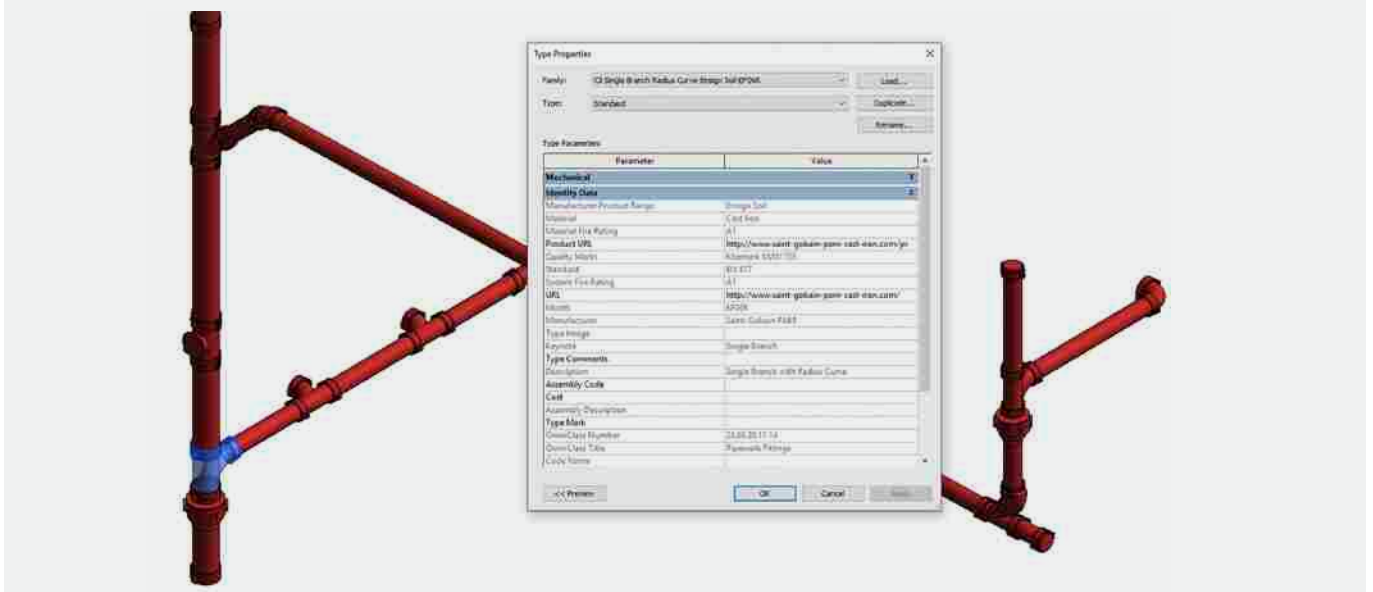 Type Properties
Family:
Load...
Type: Standard Duplicate...
Rename...
Type Parameters
Parameter Value
Mechanical
Identity Data
Manufacturer Product Range Ensign Soil
Material Cast Iron
Material Fire Rating A1
Product URL
Quality Marks
Standard
System Fire Rating A1
URL http://www.saint-gobain-pam-cast-iron.com/
Model
Manufacturer Saint-Gobain PAM
Type Image
Keynote Single Branch
Type Comments
Description Single Branch with Radius Curve
Assembly Code
Cost
Assembly Description
Type Mark
OmniClass Number
OmniClass Title Pipework Fittings
Code Name
<< Preview OK Cancel